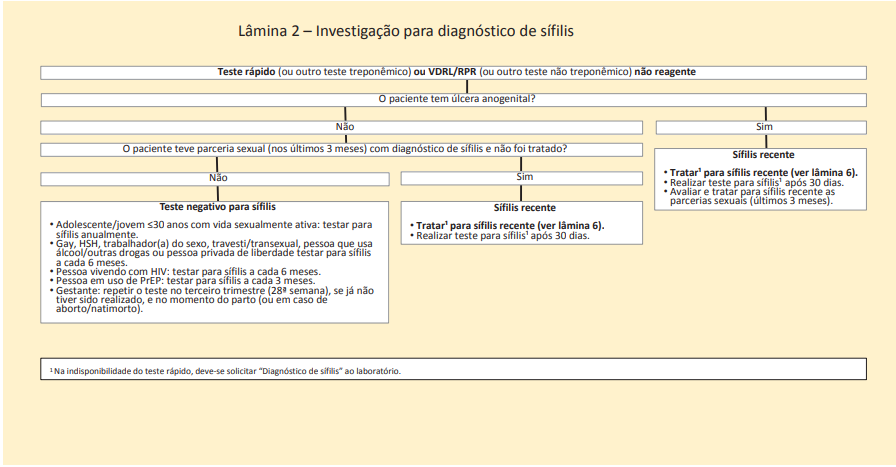 Lâmina 2 – Investigação para diagnóstico de sífilis
Teste rápido (ou outro teste treponêmico) ou VDRL/RPR (ou outro teste não treponêmico) não reagente
O paciente tem úlcera anogenital?
Não
Sim
O paciente teve parceria sexual (nos últimos 3 meses) com diagnóstico de sífilis e não foi tratado?
Não
Sim
Sífilis recente
• Tratar¹ para sífilis recente (ver lâmina 6).
• Realizar teste para sífilis¹ após 30 dias.
• Avaliar e tratar para sífilis recente as
parcerias sexuais (últimos 3 meses).
Teste negativo para sífilis
• Adolescente/jovem ≤30 anos com vida sexualmente ativa: testar para
sífilis anualmente.
• Gay, HSH, trabalhador(a) do sexo, travesti/transexual, pessoa que usa
álcool/outras drogas ou pessoa privada de liberdade testar para sífilis
a cada 6 meses.
• Pessoa vivendo com HIV: testar para sífilis a cada 6 meses.
• Pessoa em uso de PrEP: testar para sífilis a cada 3 meses.
• Gestante: repetir o teste no terceiro trimestre (28ª semana), se já não
tiver sido realizado, e no momento do parto (ou em caso de
aborto/natimorto).
Sífilis recente
• Tratar¹ para sífilis recente (ver lâmina 6).
• Realizar teste para sífilis¹ após 30 dias.
¹ Na indisponibilidade do teste rápido, deve-se solicitar “Diagnóstico de sífilis” ao laboratório.